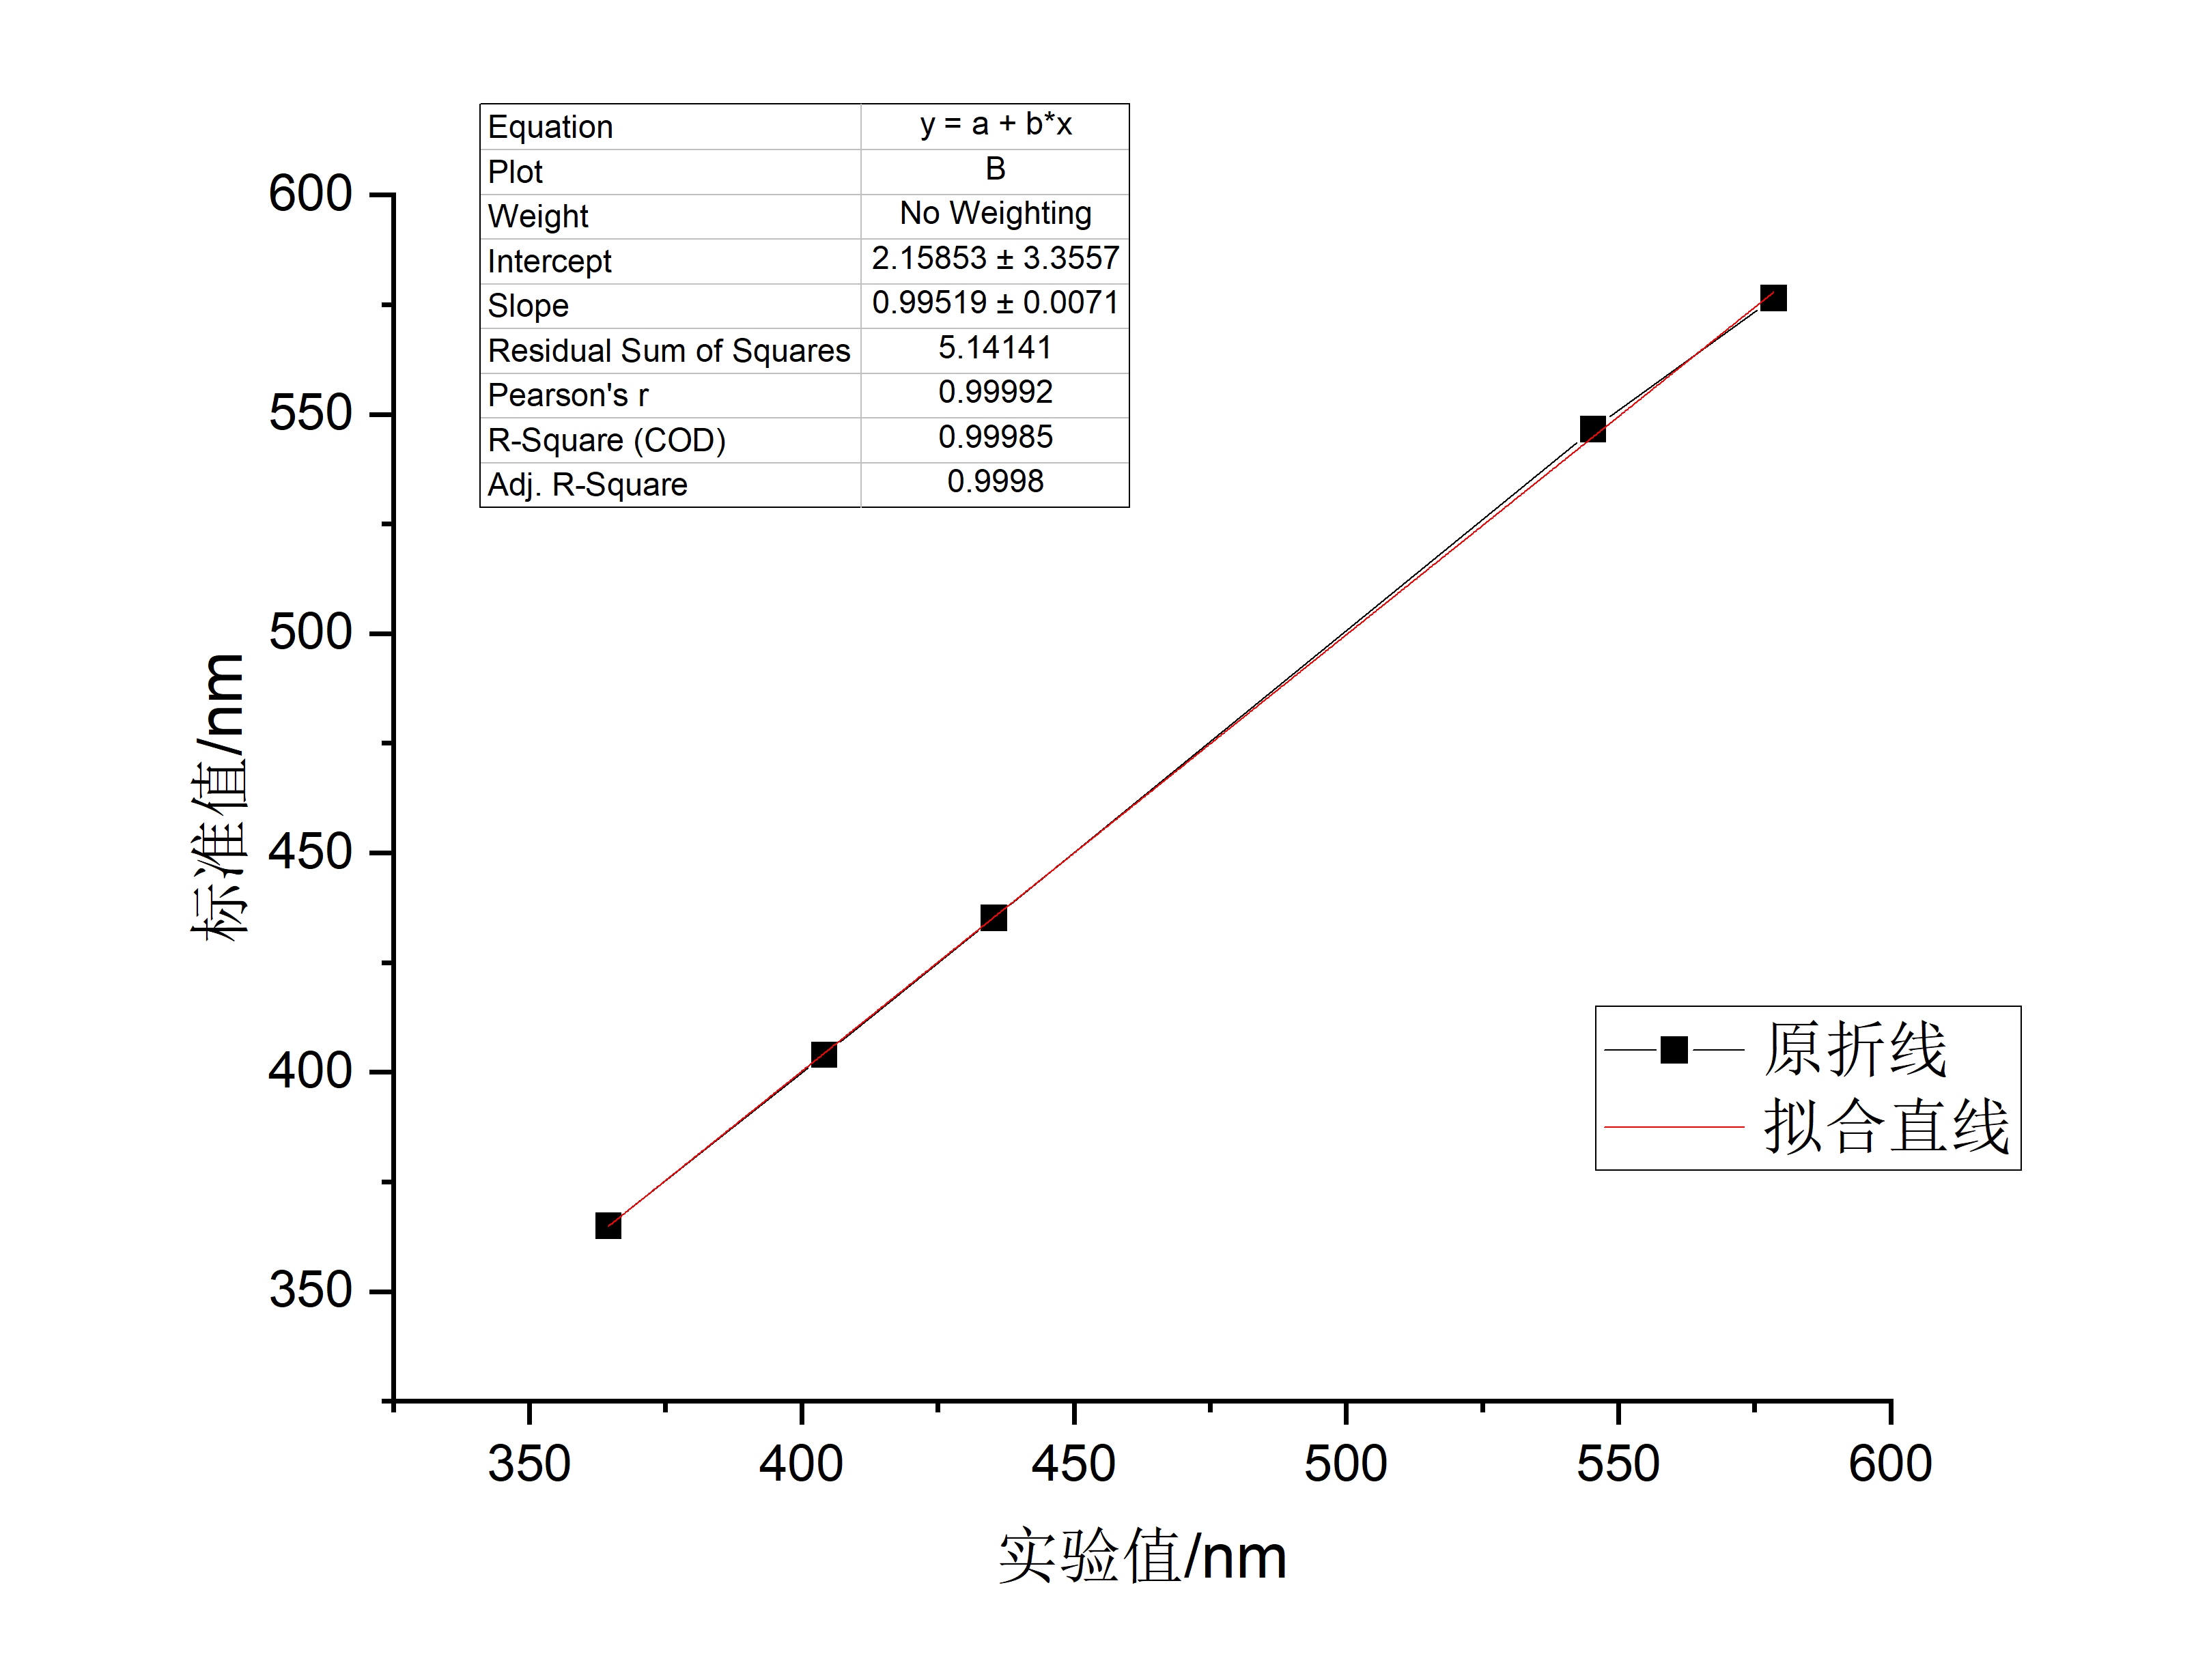 Equation y = a + b*x
Plot B
Weight No Weighting
Intercept 2.15853 ± 3.3557
Slope 0.99519 ± 0.0071
Residual Sum of Squares 5.14141
Pearson's r 0.99992
R-Square (COD) 0.99985
Adj. R-Square 0.9998
600
550
500
450
400
350
标准值/nm
原折线
拟合直线
350 400 450 500 550 600
实验值/nm